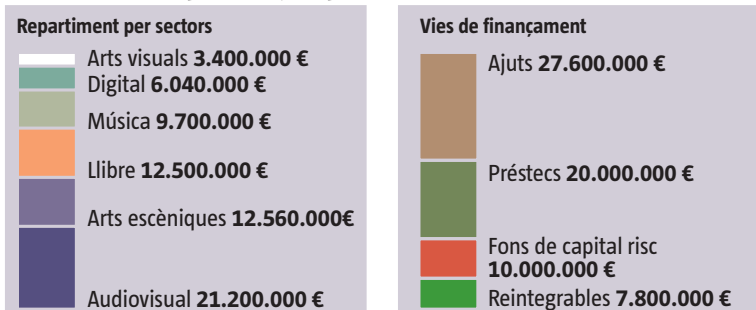 Repartiment per sectors
Arts visuals 3.400.000 €
Digital 6.040.000 €
Música 9.700.000 €
Llibre 12.500.000 €
Arts escèniques 12.560.000€
Audiovisual 21.200.000 €
Vies de finançament
Ajuts 27.600.000 €
Préstecs 20.000.000 €
Fons de capital risc
10.000.000 €
Reintegrables 7.800.000 €